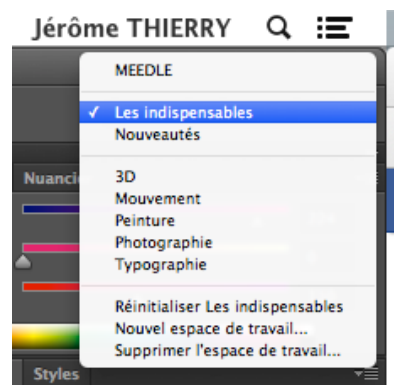 Jérôme THIERRY
MEEDLE
✓ Les indispensables
Nouveautés
Nuanci
3D
Mouvement
Peinture
Photographie
Typographie
Réinitialiser Les indispensables
Nouvel espace de travail...
Supprimer l'espace de travail...
Styles